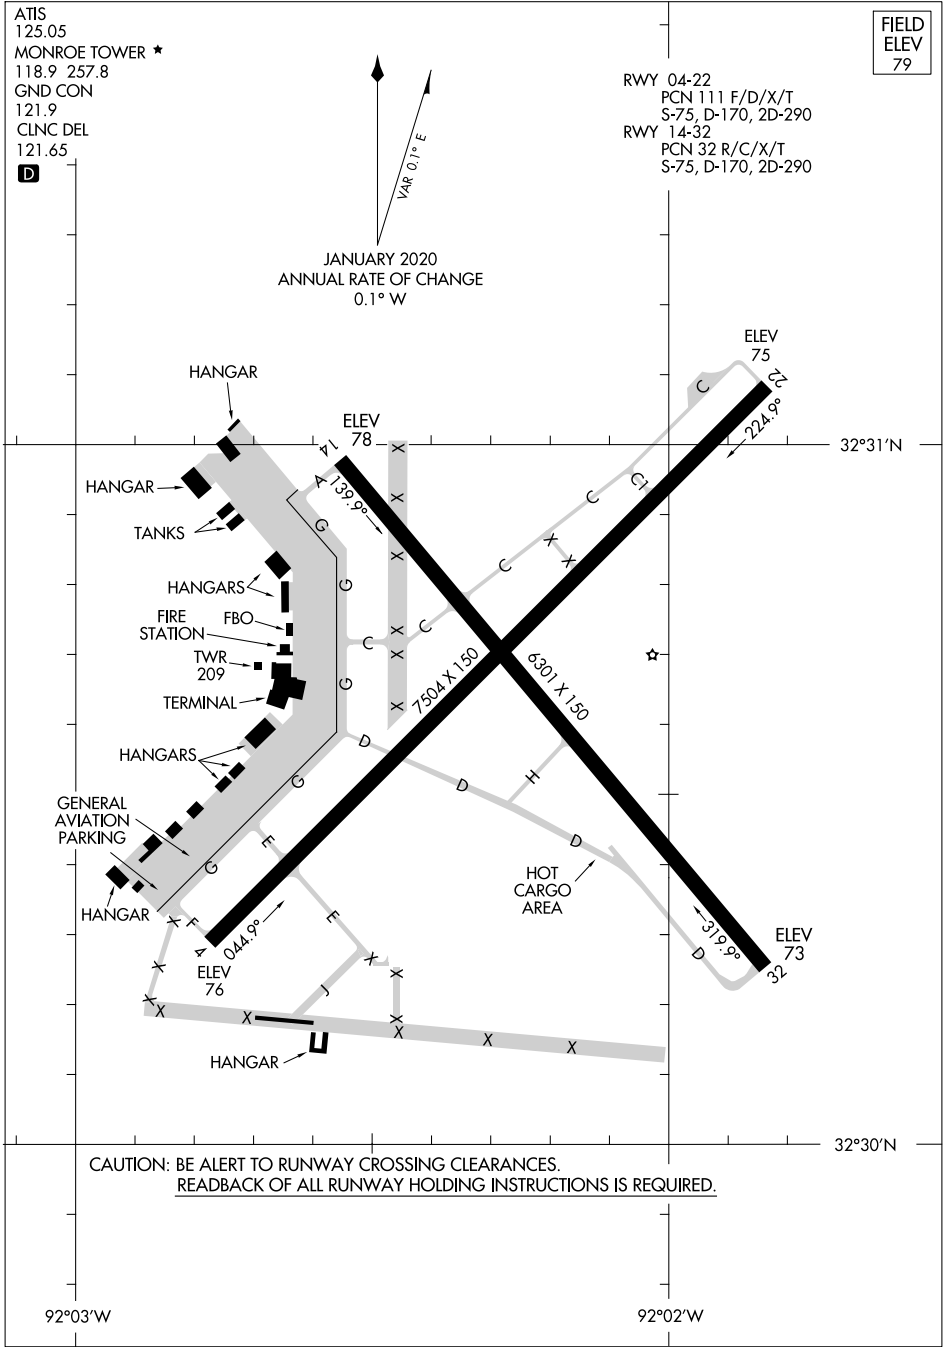 ATIS
125.05
MONROE TOWER ★
118.9 257.8
GND CON
121.9
CLNC DEL
121.65
D
FIELD
ELEV
79
RWY 04-22
PCN 111 F/D/X/T
S-75, D-170, 2D-290
RWY 14-32
PCN 32 R/C/X/T
S-75, D-170, 2D-290
VAR 0.1° E
JANUARY 2020
ANNUAL RATE OF CHANGE
0.1° W
ELEV
75
22
224.9°
HANGAR
ELEV
78
14
139.9°
32°31'N
HANGAR
TANKS
HANGARS
FIRE
STATION
FBO
TWR
209
TERMINAL
HANGARS
GENERAL
AVIATION
PARKING
HANGAR
A
G
G
G
G
G
C
C
C
C
C
C1
X
X
X
X
X
X
X
X
7504 X 150
6301 X 150
D
D
D
D
H
E
E
F
J
HOT
CARGO
AREA
044.9°
4
ELEV
76
319.9°
ELEV
73
32
X
X
X
X
X
X
X
X
X
X
X
HANGAR
32°30'N
CAUTION: BE ALERT TO RUNWAY CROSSING CLEARANCES.
READBACK OF ALL RUNWAY HOLDING INSTRUCTIONS IS REQUIRED.
92°03'W
92°02'W